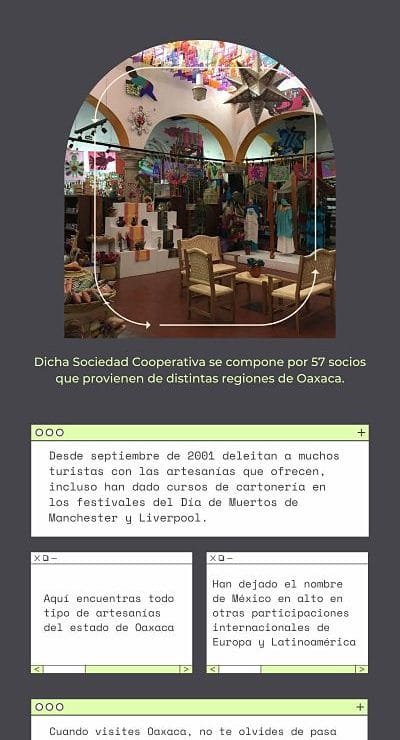 Dicha Sociedad Cooperativa se compone por 57 socios
que provienen de distintas regiones de Oaxaca.
Desde septiembre de 2001 deleitan a muchos
turistas con las artesanías que ofrecen,
incluso han dado cursos de cartonería en
los festivales del Día de Muertos de
Manchester y Liverpool.
Aquí encuentras todo
tipo de artesanías
del estado de Oaxaca
Han dejado el nombre
de México en alto en
otras participaciones
internacionales de
Europa y Latinoamérica
Cuando visites Oaxaca, no te olvides de pasa